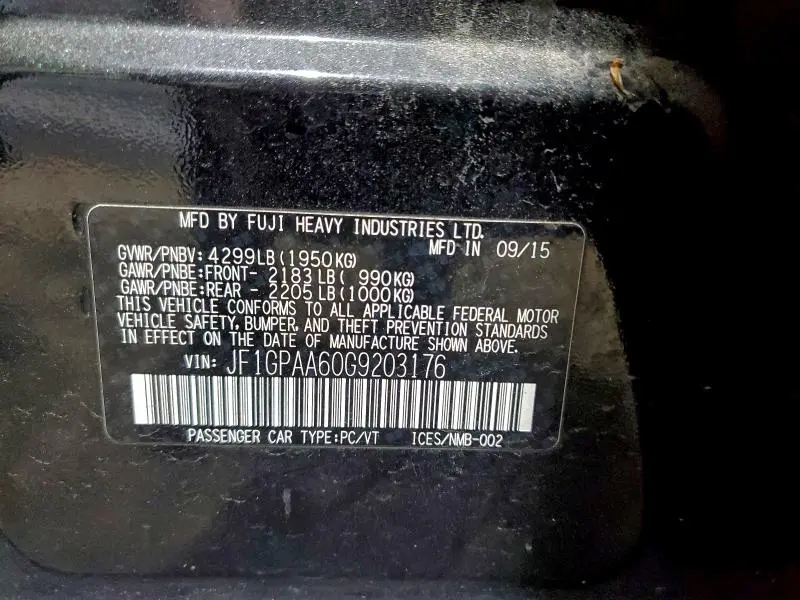 MFD BY FUJI HEAVY INDUSTRIES LTD.
MFD IN 09/15
GVWR/PNBV: 4299LB(1950KG)
GAWR/PNBE:FRONT- 2183LB( 990KG)
GAWR/PNBE:REAR - 2205LB(1000KG)
THIS VEHICLE CONFORMS TO ALL APPLICABLE FEDERAL MOTOR
VEHICLE SAFETY, BUMPER, AND THEFT PREVENTION STANDARDS
IN EFFECT ON THE DATE OF MANUFACTURE SHOWN ABOVE.
VIN: JF1GPAA60G9203176
PASSENGER CAR TYPE:PC/VT ICES/NMB-002